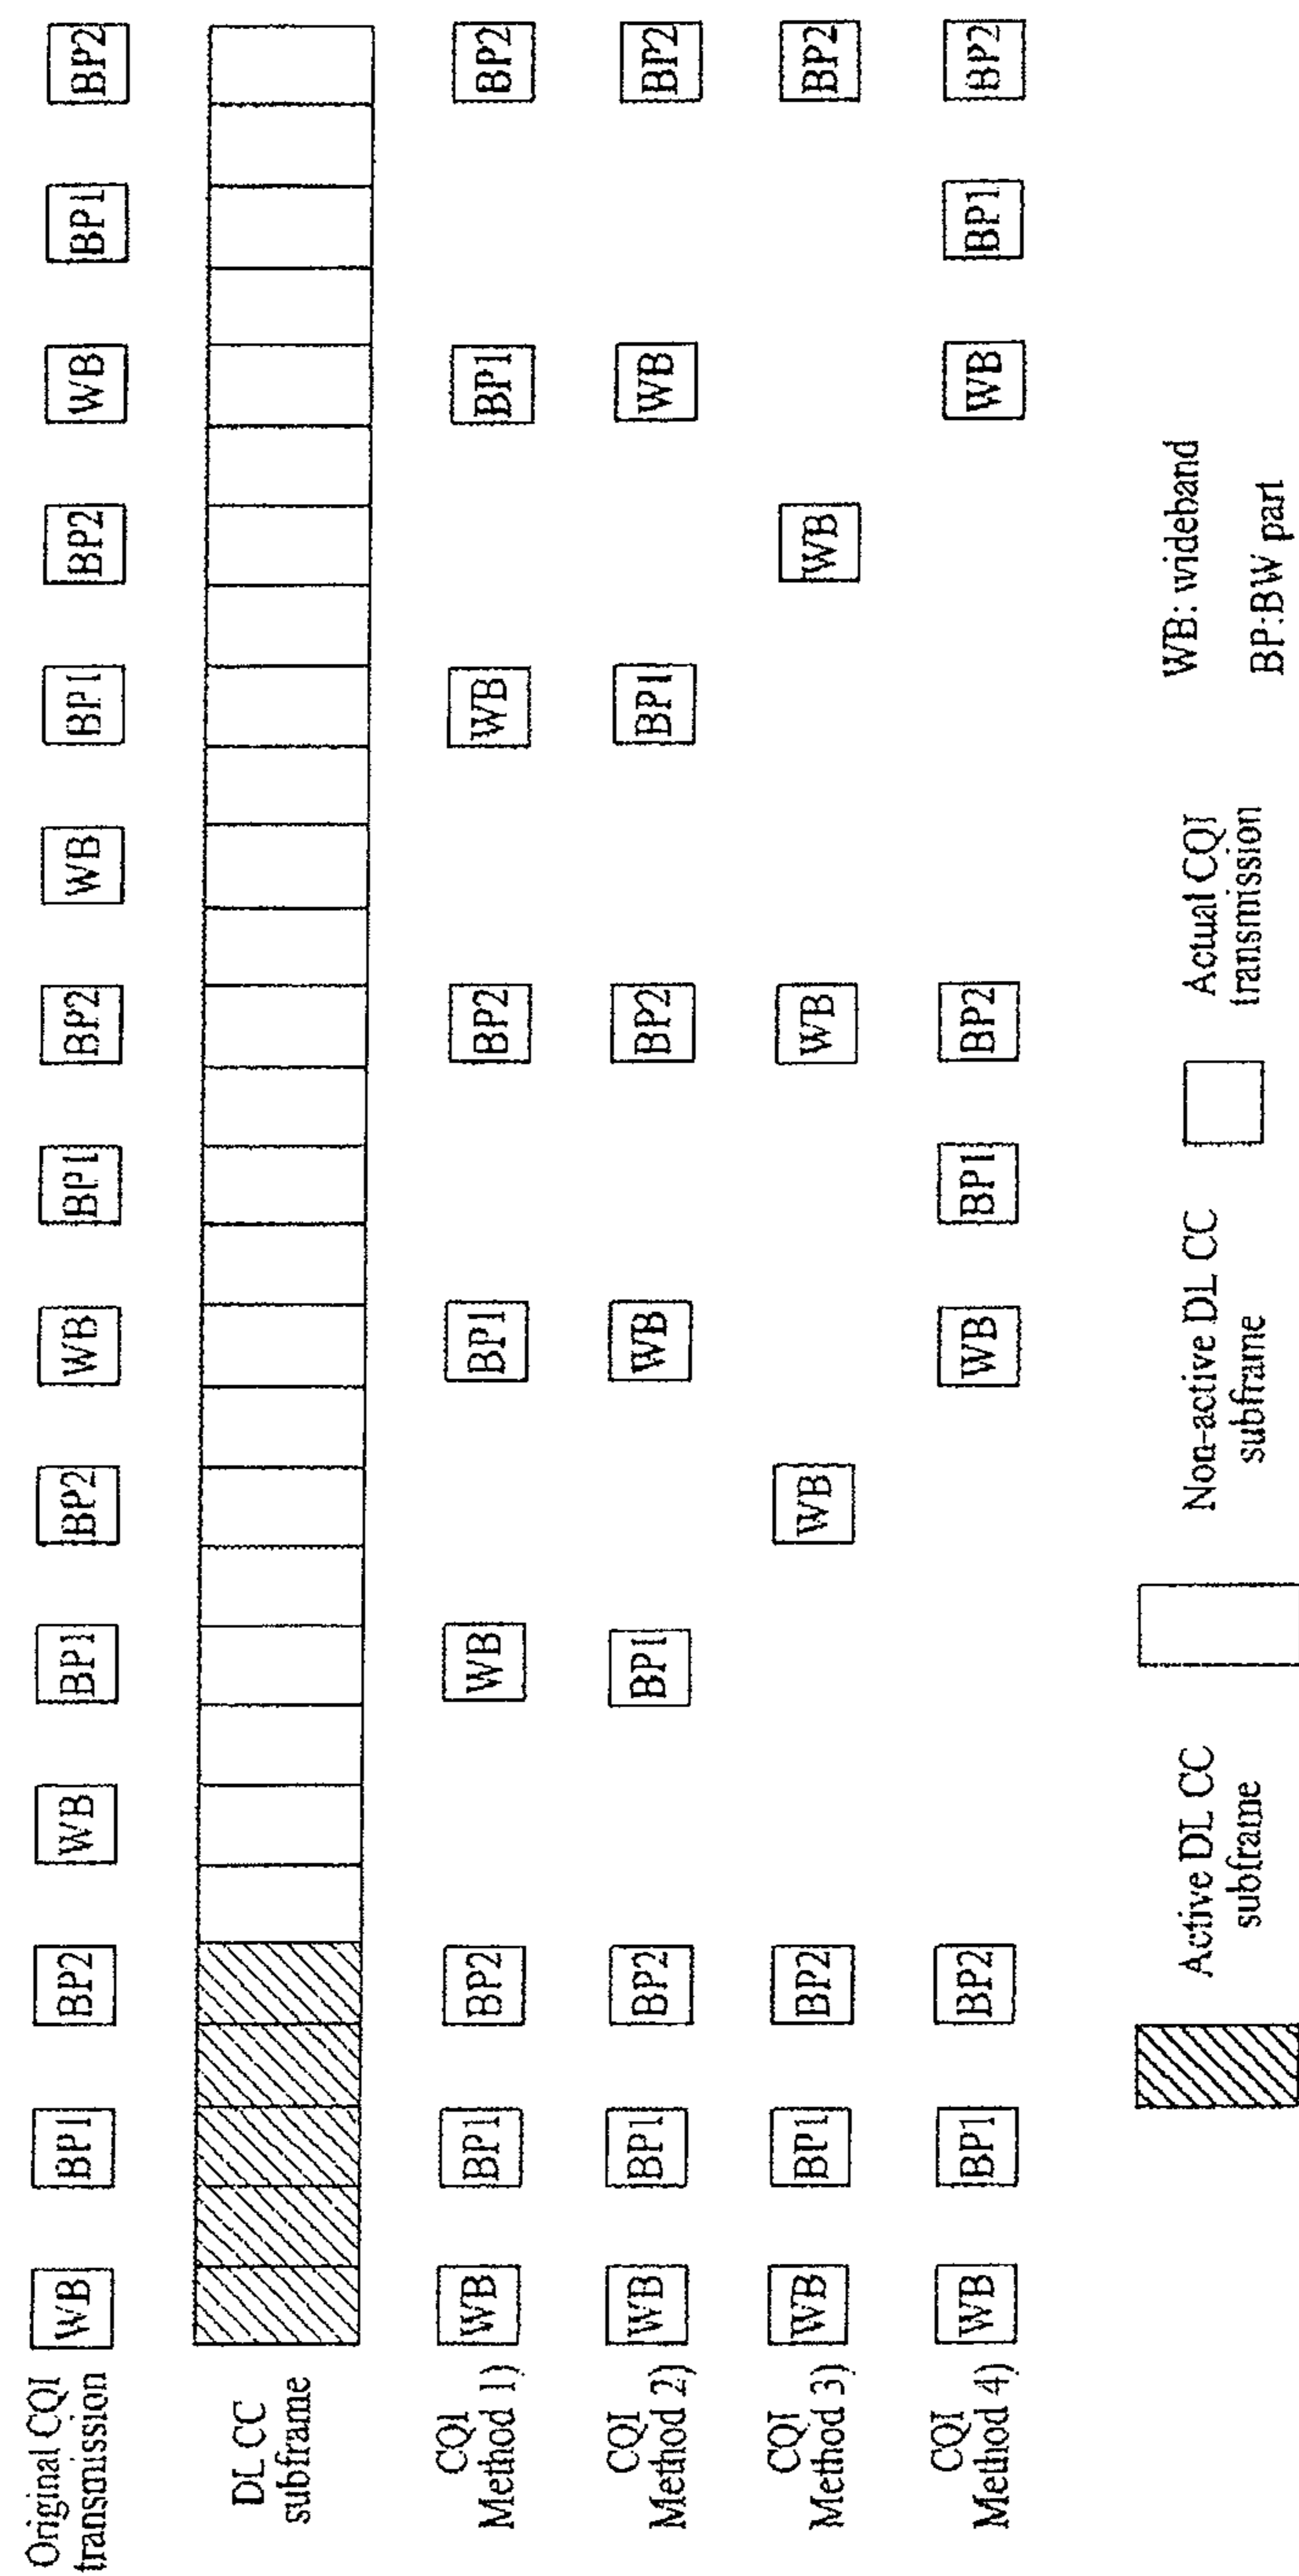 Original CQI
transmission
WB BP1 BP2 WB BP1 BP2 WB BP1 BP2 WB BP1 BP2 WB BP1 BP2
DL CC
subframe
CQI
Method 1)
WB BP1 BP2 WB BP1 BP2 WB BP1 BP2
CQI
Method 2)
WB BP1 BP2 BP1 WB BP2 BP1 WB BP2
CQI
Method 3)
WB BP1 BP2 WB WB WB BP2
CQI
Method 4)
WB BP1 BP2 WB BP1 BP2 WB BP1 BP2
Active DL CC
subframe
Non-active DL CC
subframe
Actual CQI
transmission
WB: wideband
BP:BW part